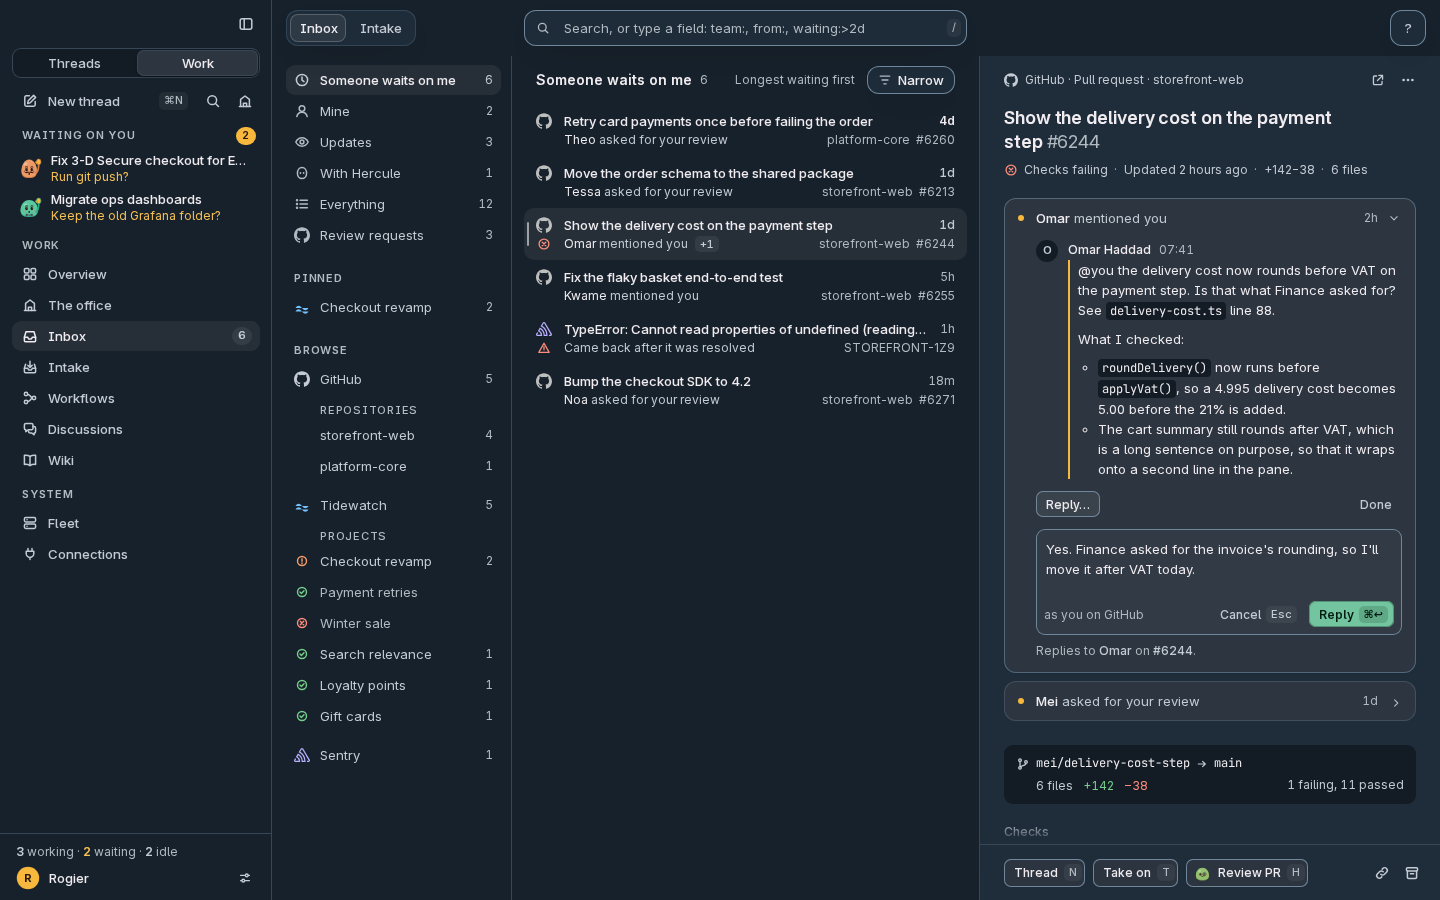 Threads
Work
New thread
⌘N
WAITING ON YOU
2
Fix 3-D Secure checkout for E…
Run git push?
Migrate ops dashboards
Keep the old Grafana folder?
WORK
Overview
The office
Inbox
6
Intake
Workflows
Discussions
Wiki
SYSTEM
Fleet
Connections
3 working · 2 waiting · 2 idle
R
Rogier
Inbox
Intake
Someone waits on me 6
Mine 2
Updates 3
With Hercule 1
Everything 12
Review requests 3
PINNED
Checkout revamp 2
BROWSE
GitHub 5
REPOSITORIES
storefront-web 4
platform-core 1
Tidewatch 5
PROJECTS
Checkout revamp 2
Payment retries
Winter sale
Search relevance 1
Loyalty points 1
Gift cards 1
Sentry 1
Search, or type a field: team:, from:, waiting:>2d
/
?
Someone waits on me 6
Longest waiting first
Narrow
Retry card payments once before failing the order 4d
Theo asked for your review platform-core #6260
Move the order schema to the shared package 1d
Tessa asked for your review storefront-web #6213
Show the delivery cost on the payment step 1d
Omar mentioned you +1 storefront-web #6244
Fix the flaky basket end-to-end test 5h
Kwame mentioned you storefront-web #6255
TypeError: Cannot read properties of undefined (reading… 1h
Came back after it was resolved STOREFRONT-1Z9
Bump the checkout SDK to 4.2 18m
Noa asked for your review storefront-web #6271
GitHub · Pull request · storefront-web
Show the delivery cost on the payment
step #6244
Checks failing · Updated 2 hours ago · +142−38 · 6 files
Omar mentioned you 2h
O
Omar Haddad 07:41
@you the delivery cost now rounds before VAT on
the payment step. Is that what Finance asked for?
See delivery-cost.ts line 88.
What I checked:
roundDelivery() now runs before
applyVat(), so a 4.995 delivery cost becomes
5.00 before the 21% is added.
The cart summary still rounds after VAT, which
is a long sentence on purpose, so that it wraps
onto a second line in the pane.
Reply…
Done
Yes. Finance asked for the invoice's rounding, so I'll
move it after VAT today.
as you on GitHub
Cancel Esc
Reply ⌘↩
Replies to Omar on #6244.
Mei asked for your review 1d
mei/delivery-cost-step → main
6 files +142 −38 1 failing, 11 passed
Checks
Thread N
Take on T
Review PR H